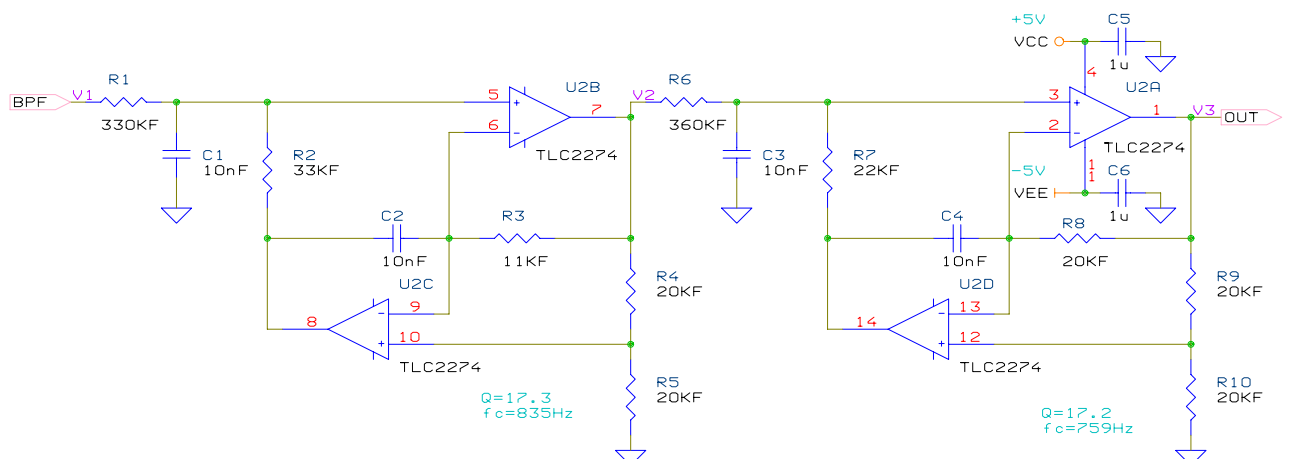 +5V
C5
VCC
1u
4
R1
U2B
R6
U2A
BPF
V1
5
7
V2
3
1
V3
OUT
330KF
6
360KF
2
C1
10nF
R2
33KF
TLC2274
C3
10nF
R7
22KF
TLC2274
-5V
1
1
C6
VEE
1u
C2
R3
C4
R8
10nF
11KF
10nF
20KF
U2C
R4
20KF
U2D
R9
20KF
8
9
10
14
13
12
TLC2274
TLC2274
R5
20KF
R10
20KF
Q=17.3
fc=835Hz
Q=17.2
fc=759Hz